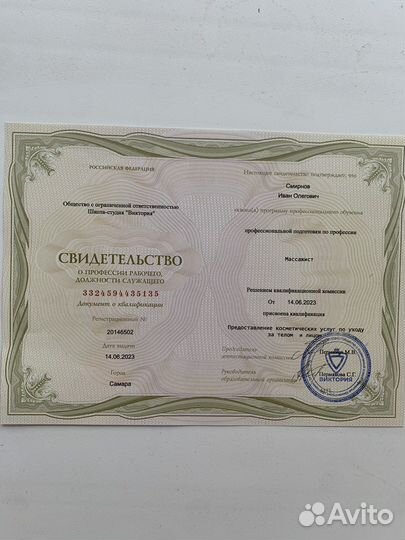 РОССИЙСКАЯ ФЕДЕРАЦИЯ
Общество с ограниченной ответственностью
Школа-студия "Виктория"
СВИДЕТЕЛЬСТВО
О ПРОФЕССИИ РАБОЧЕГО,
ДОЛЖНОСТИ СЛУЖАЩЕГО
3324594435135
Документ о квалификации
Регистрационный №
20146502
Дата выдачи
14.06.2023
Город
Самара
Настоящее свидетельство подтверждает, что
Смирнов
Иван Олегович
освоил(а) программу профессионального обучения
профессиональной подготовки по профессии
Массажист
Решением квалификационной комиссии
От 14.06.2023
присвоена квалификация
Предоставление косметических услуг по уходу
за телом и лицом
Председатель
аттестационной комиссии М.В.
Руководитель
образовательной организации С.Г.
ВИКТОРИЯ
Avito